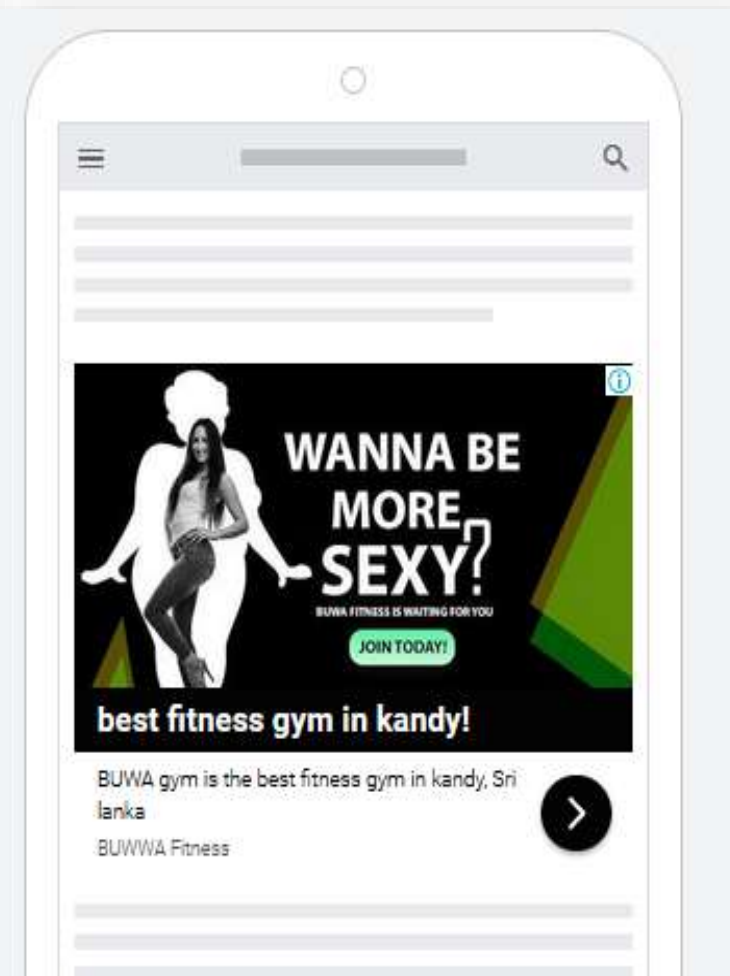 WANNA BE
MORE
SEXY?
BUWA FITNESS IS WAITING FOR YOU
JOIN TODAY!
best fitness gym in kandy!
BUWA gym is the best fitness gym in kandy, Sri
lanka
BUWWA Fitness